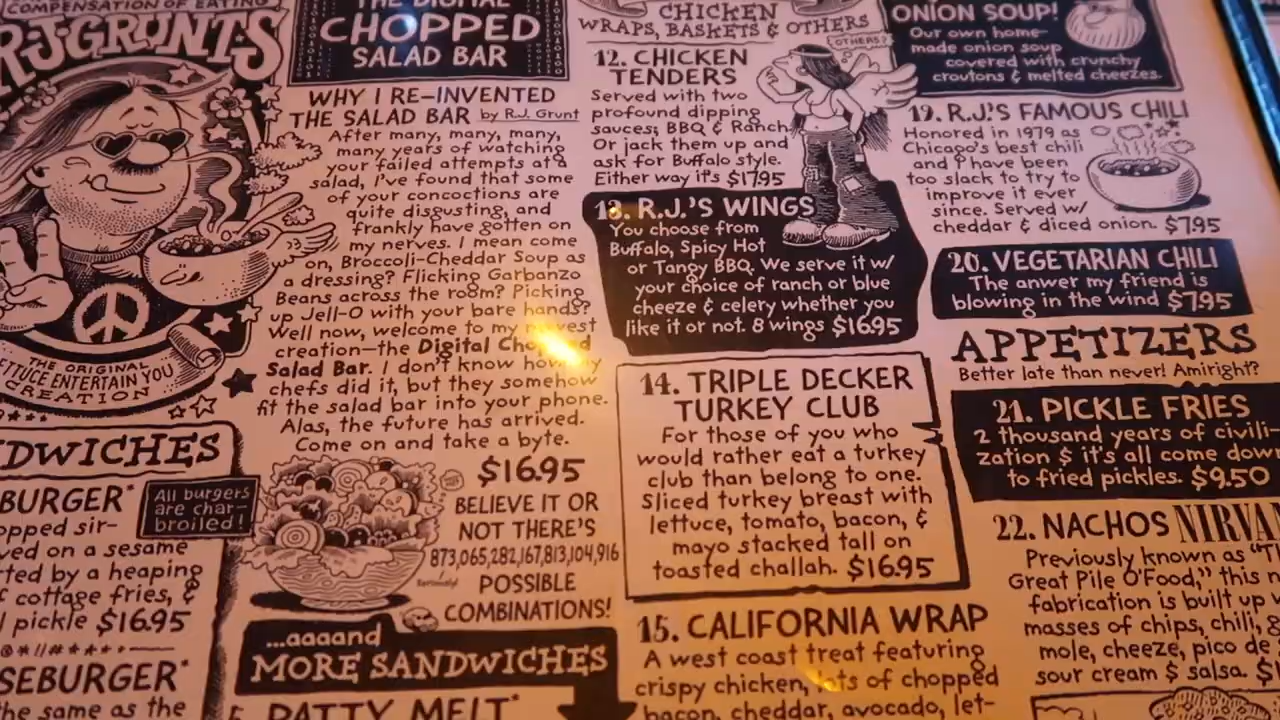 COMPENSATION OF EATING
R.J. GRUNTS
THE ORIGINAL
LETTUCE ENTERTAIN YOU
CREATION
THE DIGITAL
CHOPPED
SALAD BAR
WHY I RE-INVENTED
THE SALAD BAR by R.J. Grunt
After many, many, many,
many years of watching
your failed attempts at a
salad, I've found that some
of your concoctions are
quite disgusting, and
frankly have gotten on
my nerves. I mean come
on, Broccoli-Cheddar Soup as
a dressing? Flicking Garbanzo
Beans across the room? Picking
up Jell-O with your bare hands?
Well now, welcome to my newest
creation—the Digital Chopped
Salad Bar. I don't know how my
chefs did it, but they somehow
fit the salad bar into your phone.
Alas, the future has arrived.
Come on and take a byte.
$16.95
BELIEVE IT OR
NOT THERE'S
873,065,282,167,813,104,916
Seriously!
POSSIBLE
COMBINATIONS!
DWICHES
BURGER*
All burgers
are char-
broiled!
opped sir-
ved on a sesame
rted by a heaping
f cottage fries, &
l pickle $16.95
SEBURGER*
the same as the
...aaaand
MORE SANDWICHES
PATTY MELT*
CHICKEN
WRAPS, BASKETS & OTHERS
OTHERS?
12. CHICKEN
TENDERS
Served with two
profound dipping
sauces; BBQ & Ranch
Or jack them up and
ask for Buffalo style.
Either way it's $17.95
13. R.J.'S WINGS
You choose from
Buffalo, Spicy Hot
or Tangy BBQ. We serve it w/
your choice of ranch or blue
cheeze & celery whether you
like it or not. 8 wings $16.95
14. TRIPLE DECKER
TURKEY CLUB
For those of you who
would rather eat a turkey
club than belong to one.
Sliced turkey breast with
lettuce, tomato, bacon, &
mayo stacked tall on
toasted challah. $16.95
15. CALIFORNIA WRAP
A west coast treat featuring
crispy chicken, lots of chopped
bacon, cheddar, avocado, let-
ONION SOUP!
Our own home-
made onion soup
covered with crunchy
croutons & melted cheezes.
19. R.J.'S FAMOUS CHILI
Honored in 1979 as
Chicago's best chili
and I have been
too slack to try to
improve it ever
since. Served w/
cheddar & diced onion. $7.95
20. VEGETARIAN CHILI
The anwer my friend is
blowing in the wind $7.95
APPETIZERS
Better late than never! Amiright?
21. PICKLE FRIES
2 thousand years of civili-
zation $ it's all come down
to fried pickles. $9.50
22. NACHOS NIRVAN
Previously known as "T
Great Pile O'Food," this n
fabrication is built up w
masses of chips, chili, g
mole, cheeze, pico de
sour cream & salsa. $1